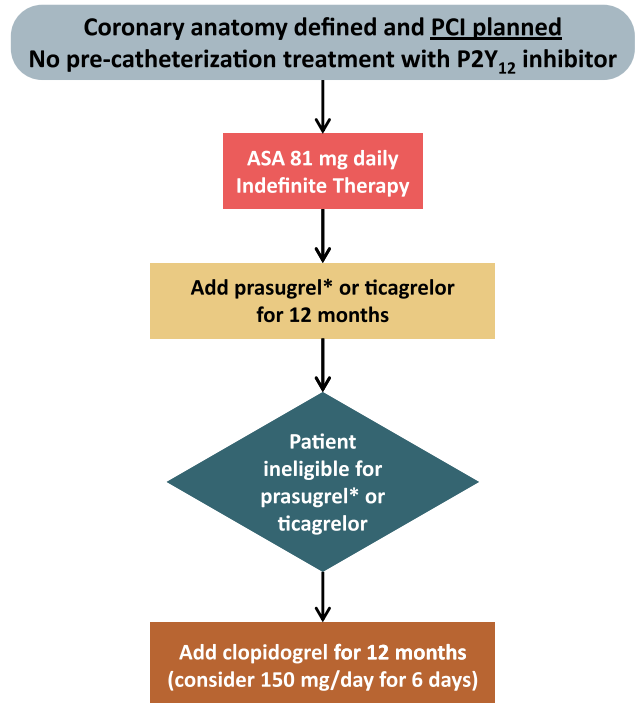 Coronary anatomy defined and PCI planned
No pre-catheterization treatment with P2Y12 inhibitor
ASA 81 mg daily
Indefinite Therapy
Add prasugrel* or ticagrelor
for 12 months
Patient
ineligible for
prasugrel* or
ticagrelor
Add clopidogrel for 12 months
(consider 150 mg/day for 6 days)